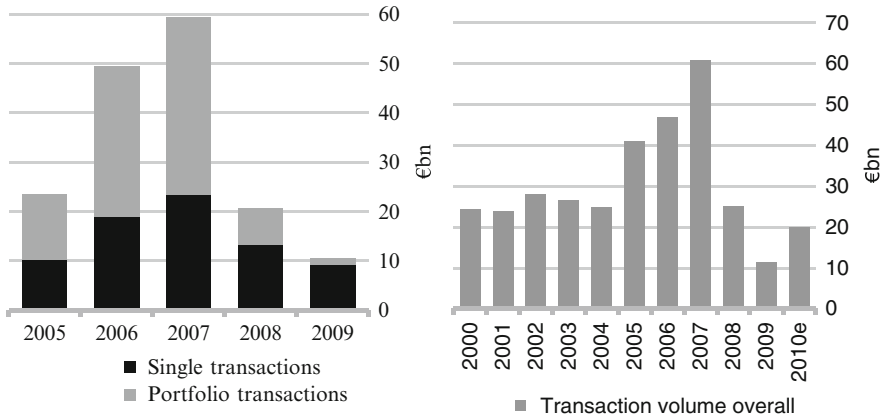 60
50
40
30
20
10
0
€bn
2005 2006 2007 2008 2009
Single transactions
Portfolio transactions
70
60
50
40
30
20
10
0
€bn
2000 2001 2002 2003 2004 2005 2006 2007 2008 2009 2010e
Transaction volume overall